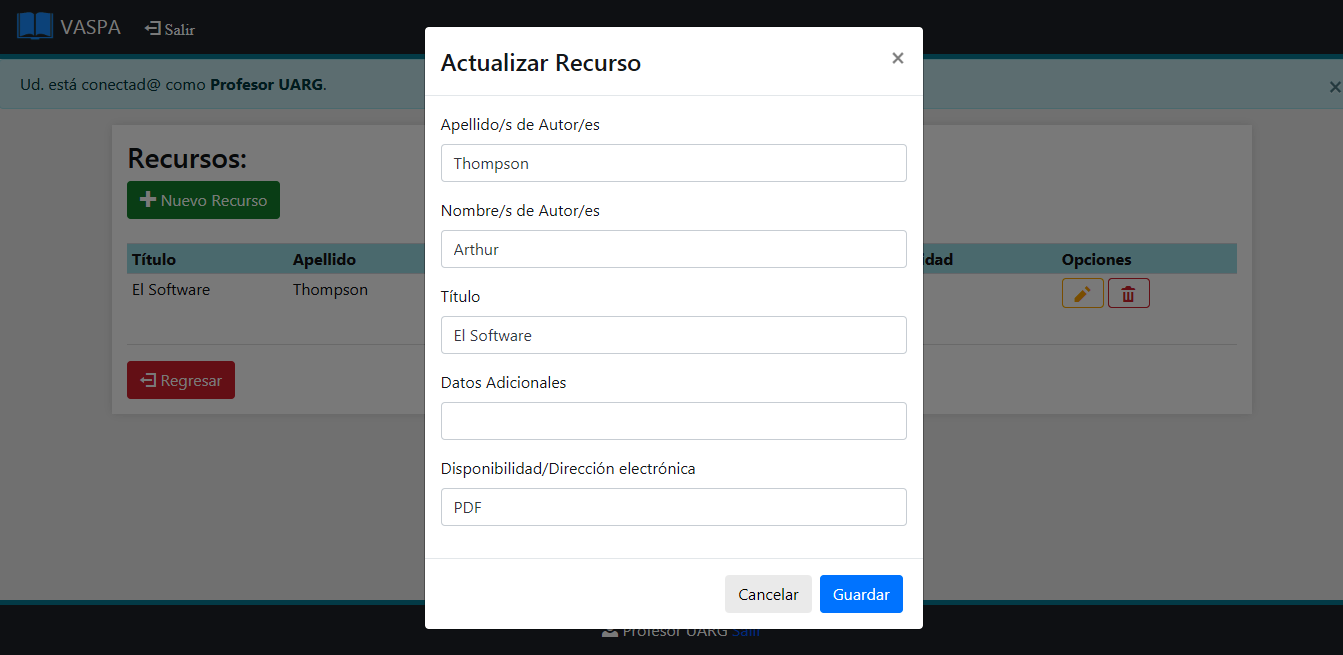 VASPA Salir
Ud. está conectad@ como Profesor UARG.
Recursos:
Nuevo Recurso
Título Apellido idad Opciones
El Software Thompson
Regresar
Actualizar Recurso ×
Apellido/s de Autor/es
Thompson
Nombre/s de Autor/es
Arthur
Título
El Software
Datos Adicionales
Disponibilidad/Dirección electrónica
PDF
Cancelar Guardar
Profesor UARG Salir